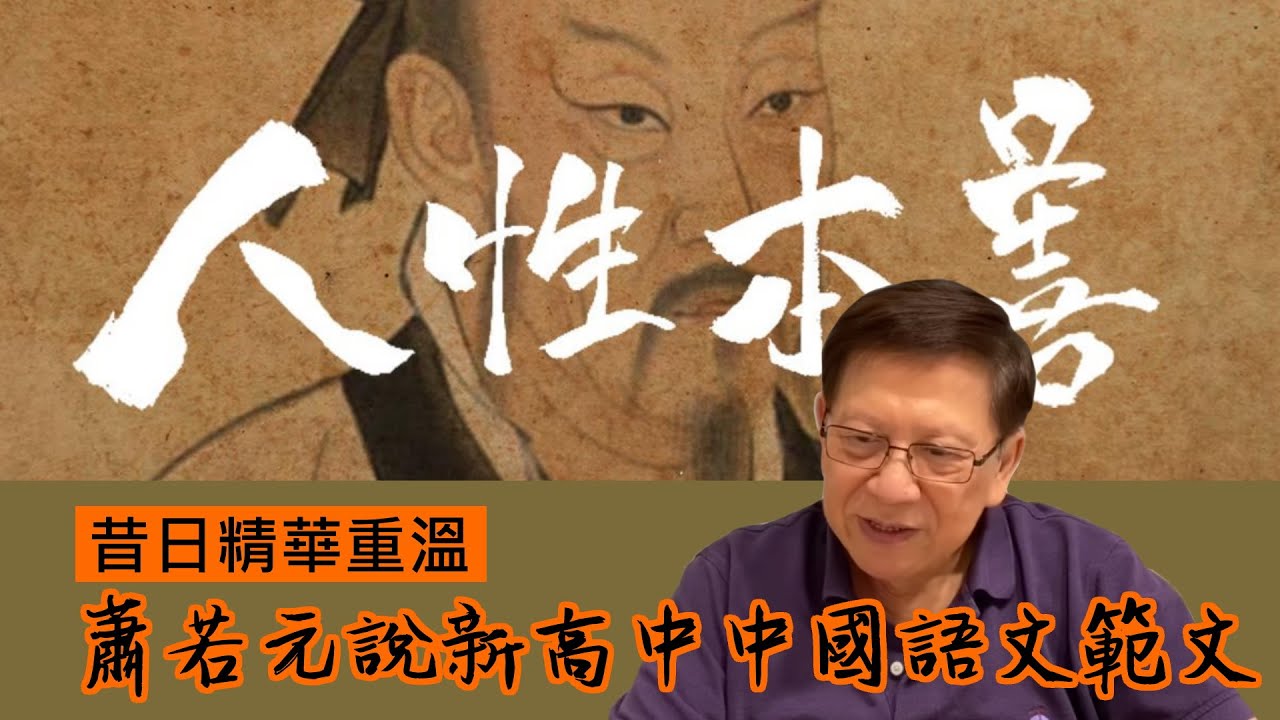 人性本善
昔日精華重溫
蕭若元說新高中中國語文範文